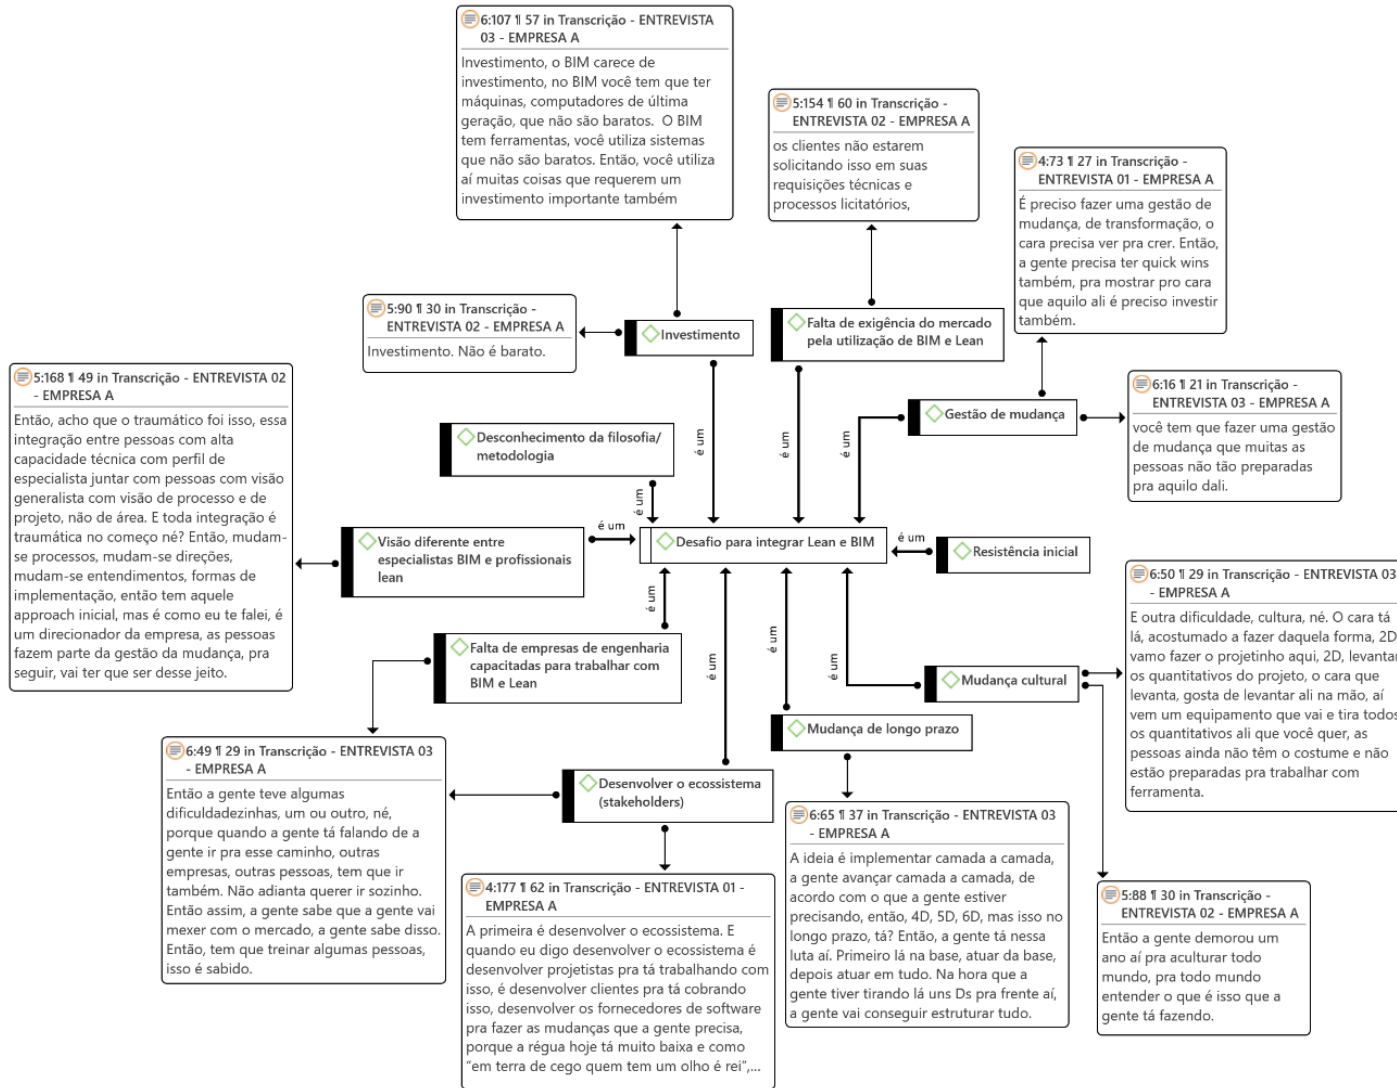 6:107 ¶ 57 in Transcrição - ENTREVISTA
03 - EMPRESA A
Investimento, o BIM carece de
investimento, no BIM você tem que ter
máquinas, computadores de última
geração, que não são baratos.  O BIM
tem ferramentas, você utiliza sistemas
que não são baratos. Então, você utiliza
aí muitas coisas que requerem um
investimento importante também
5:154 ¶ 60 in Transcrição -
ENTREVISTA 02 - EMPRESA A
os clientes não estarem
solicitando isso em suas
requisições técnicas e
processos licitatórios,
4:73 ¶ 27 in Transcrição -
ENTREVISTA 01 - EMPRESA A
É preciso fazer uma gestão de
mudança, de transformação, o
cara precisa ver pra crer. Então,
a gente precisa ter quick wins
também, pra mostrar pro cara
que aquilo ali é preciso investir
também.
5:90 ¶ 30 in Transcrição -
ENTREVISTA 02 - EMPRESA A
Investimento. Não é barato.
Investimento
Falta de exigência do mercado
pela utilização de BIM e Lean
6:16 ¶ 21 in Transcrição -
ENTREVISTA 03 - EMPRESA A
você tem que fazer uma gestão
de mudança que muitas as
pessoas não tão preparadas
pra aquilo dali.
Gestão de mudança
5:168 ¶ 49 in Transcrição - ENTREVISTA 02
- EMPRESA A
Então, acho que o traumático foi isso, essa
integração entre pessoas com alta
capacidade técnica com perfil de
especialista juntar com pessoas com visão
generalista com visão de processo e de
projeto, não de área. E toda integração é
traumática no começo né? Então, mudam-
se processos, mudam-se direções,
mudam-se entendimentos, formas de
implementação, então tem aquele
approach inicial, mas é como eu te falei, é
um direcionador da empresa, as pessoas
fazem parte da gestão da mudança, pra
seguir, vai ter que ser desse jeito.
Desconhecimento da filosofia/
metodologia
é um
é um
é um
é um
é um
Visão diferente entre
especialistas BIM e profissionais
lean
é um
Desafio para integrar Lean e BIM
é um
Resistência inicial
é um
é um
é um
é um
Falta de empresas de engenharia
capacitadas para trabalhar com
BIM e Lean
Mudança cultural
6:50 ¶ 29 in Transcrição - ENTREVISTA 03
- EMPRESA A
E outra dificuldade, cultura, né. O cara tá
lá, acostumado a fazer daquela forma, 2D,
vamo fazer o projetinho aqui, 2D, levantar
os quantitativos do projeto, o cara que
levanta, gosta de levantar ali na mão, aí
vem um equipamento que vai e tira todos
os quantitativos ali que você quer, as
pessoas ainda não têm o costume e não
estão preparadas pra trabalhar com
ferramenta.
Mudança de longo prazo
6:49 ¶ 29 in Transcrição - ENTREVISTA 03
- EMPRESA A
Então a gente teve algumas
dificuldadezinhas, um ou outro, né,
porque quando a gente tá falando de a
gente ir pra esse caminho, outras
empresas, outras pessoas, tem que ir
também. Não adianta querer ir sozinho.
Então assim, a gente sabe que a gente vai
mexer com o mercado, a gente sabe disso.
Então, tem que treinar algumas pessoas,
isso é sabido.
Desenvolver o ecossistema
(stakeholders)
4:177 ¶ 62 in Transcrição - ENTREVISTA 01 -
EMPRESA A
A primeira é desenvolver o ecossistema. E
quando eu digo desenvolver o ecossistema é
desenvolver projetistas pra tá trabalhando com
isso, é desenvolver clientes pra tá cobrando
isso, desenvolver os fornecedores de software
pra fazer as mudanças que a gente precisa,
porque a régua hoje tá muito baixa e como
“em terra de cego quem tem um olho é rei”,...
6:65 ¶ 37 in Transcrição - ENTREVISTA 03
- EMPRESA A
A ideia é implementar camada a camada,
a gente avançar camada a camada, de
acordo com o que a gente estiver
precisando, então, 4D, 5D, 6D, mas isso no
longo prazo, tá? Então, a gente tá nessa
luta aí. Primeiro lá na base, atuar da base,
depois atuar em tudo. Na hora que a
gente tiver tirando lá uns Ds pra frente aí,
a gente vai conseguir estruturar tudo.
5:88 ¶ 30 in Transcrição -
ENTREVISTA 02 - EMPRESA A
Então a gente demorou um
ano aí pra aculturar todo
mundo, pra todo mundo
entender o que é isso que a
gente tá fazendo.